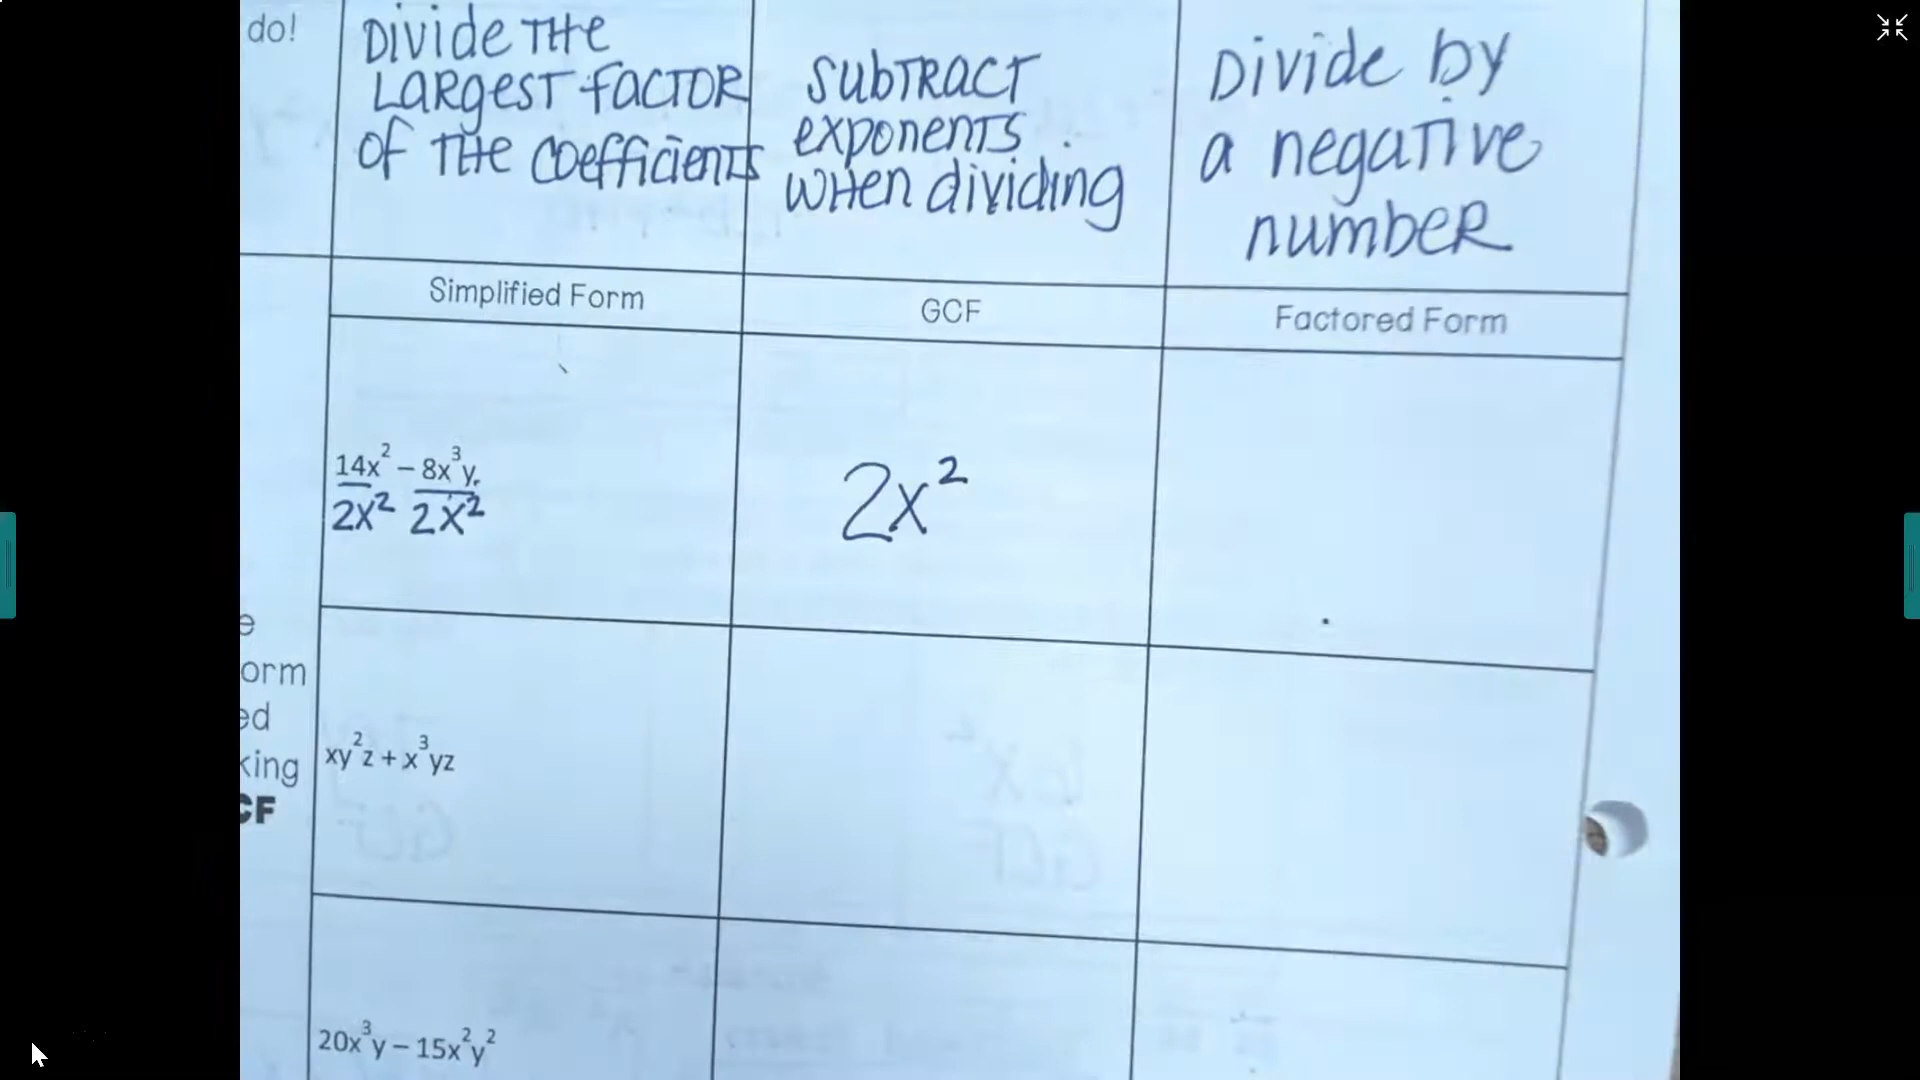 do!
Divide THe
LARgesT fACTOR
of THe coefficienTs
SubTRACT
exponenTs
wHen dividing
Divide by
a negaTive
numbeR
Simplified Form
GCF
Factored Form
14x² – 8x³y
2x² 2x²
2x²
e
orm
ed
king
CF
xy²z + x³yz
20x³y – 15x²y²